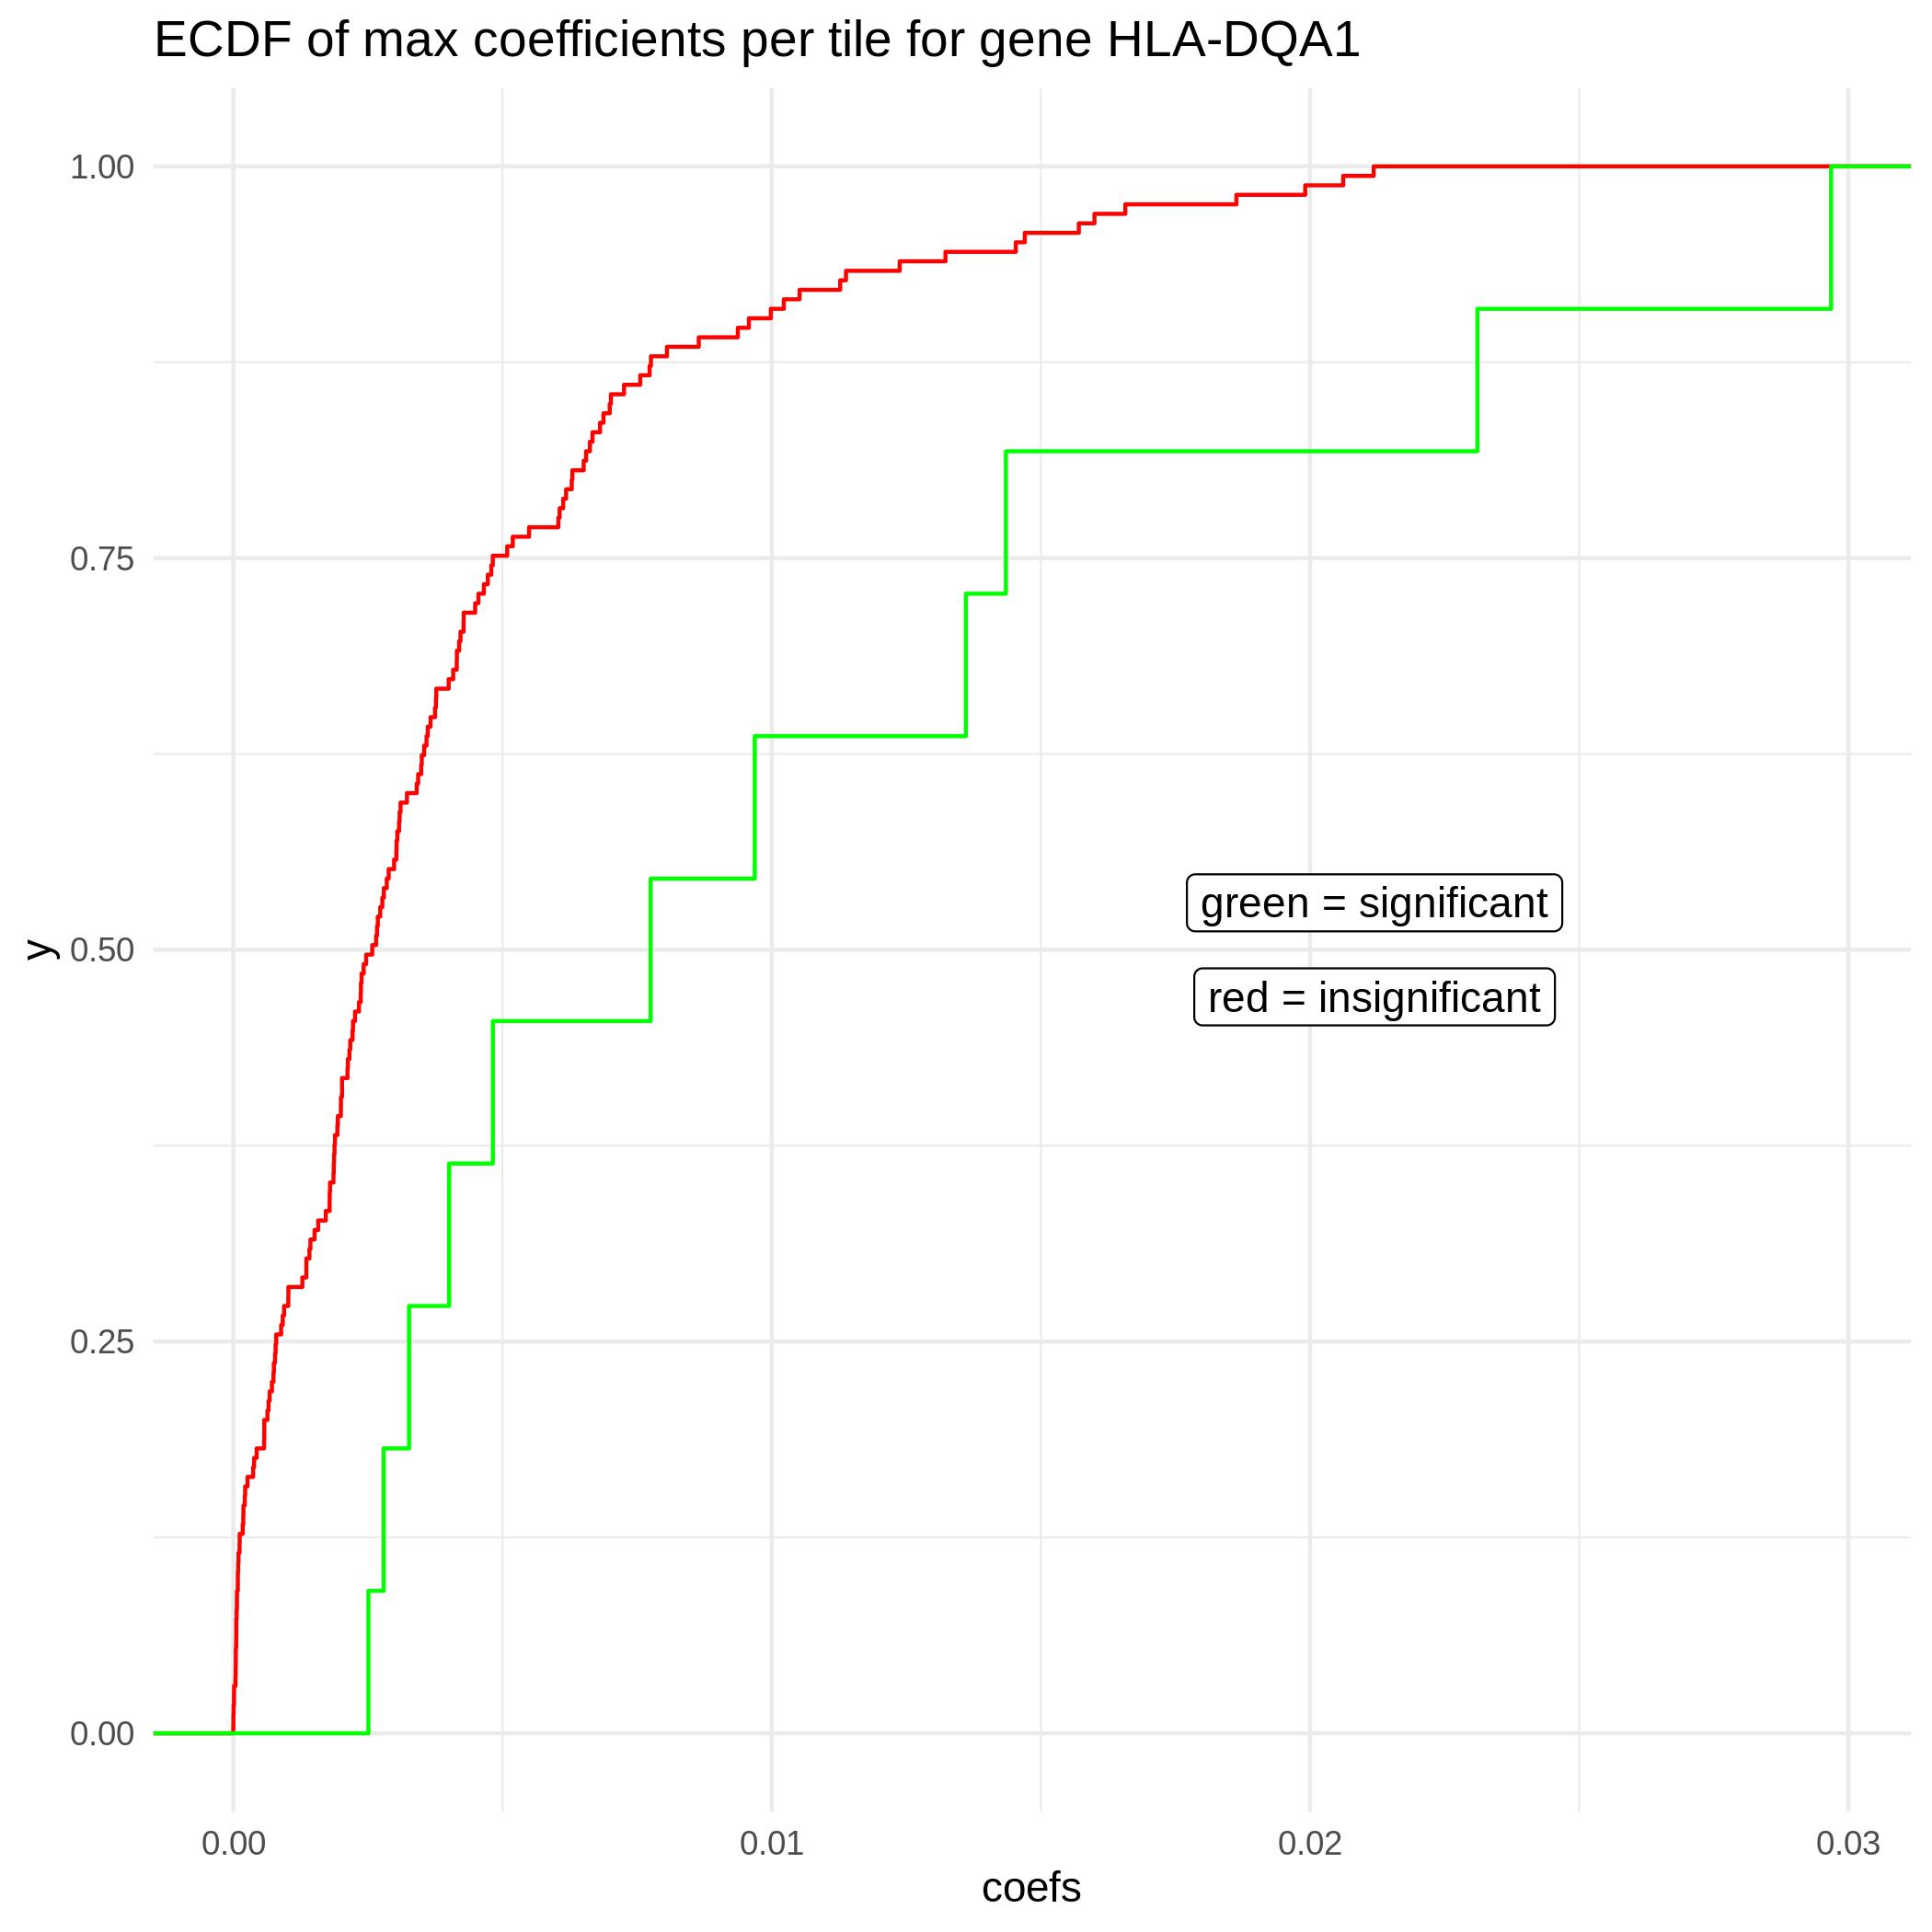 ECDF of max coefficients per tile for gene HLA-DQA1
1.00
0.75
0.50
0.25
0.00
y
green = significant
red = insignificant
0.00 0.01 0.02 0.03
coefs